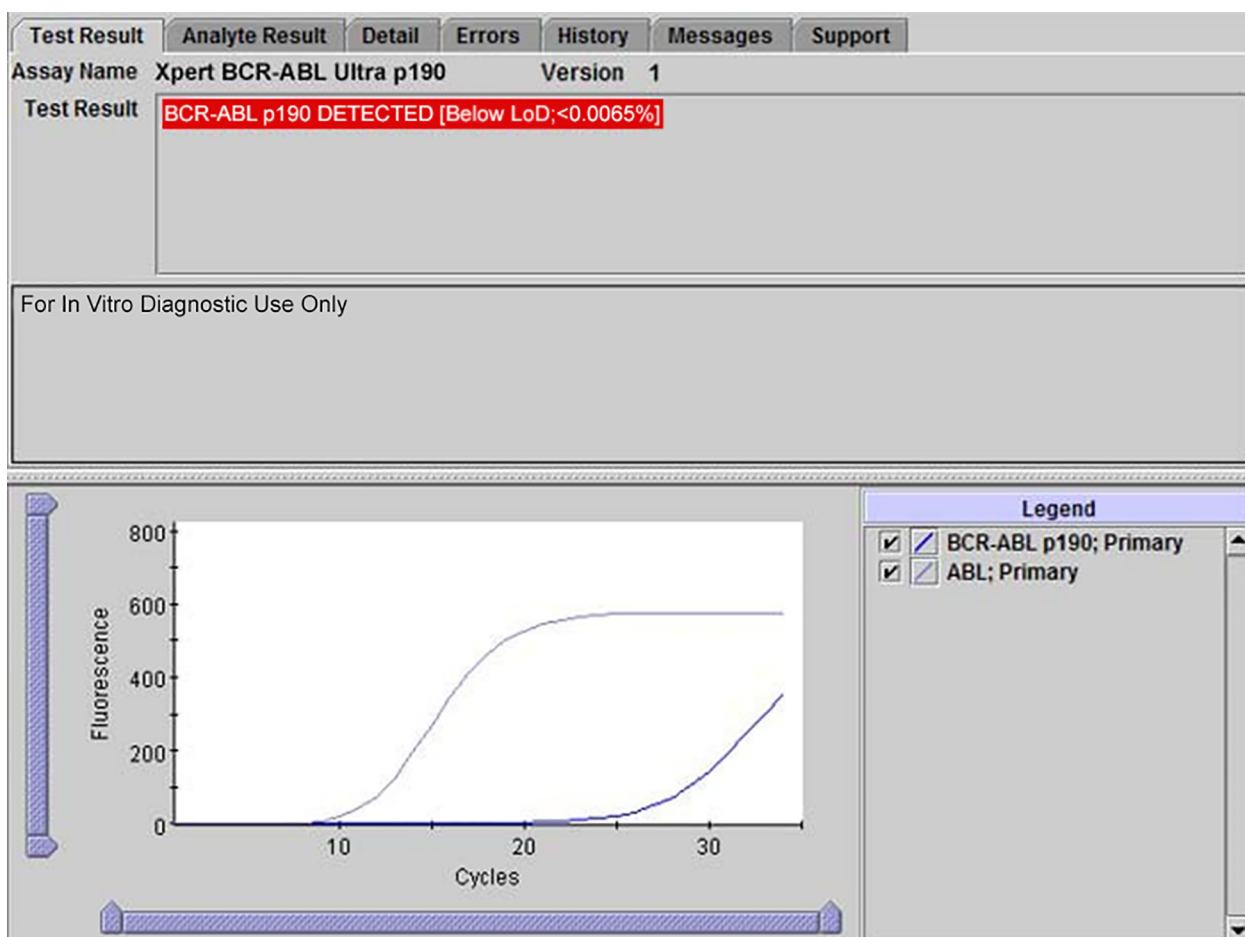 Test Result Analyte Result Detail Errors History Messages Support
Assay Name Xpert BCR-ABL Ultra p190 Version 1
Test Result BCR-ABL p190 DETECTED [Below LoD;<0.0065%]
For In Vitro Diagnostic Use Only
Legend
BCR-ABL p190; Primary
ABL; Primary
800
600
400
200
0
Fluorescence
10 20 30
Cycles